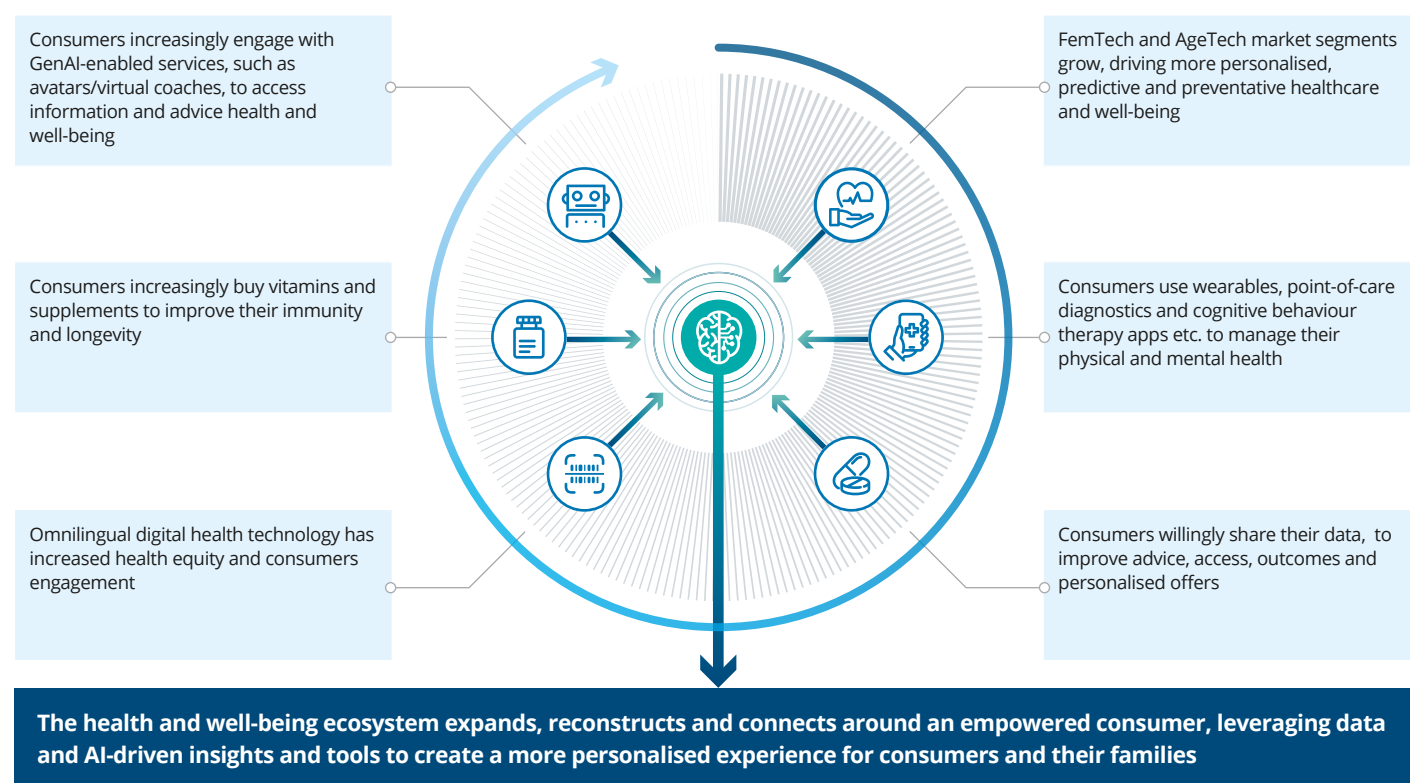 Consumers increasingly engage with
GenAI-enabled services, such as
avatars/virtual coaches, to access
information and advice health and
well-being
FemTech and AgeTech market segments
grow, driving more personalised,
predictive and preventative healthcare
and well-being
Consumers increasingly buy vitamins and
supplements to improve their immunity
and longevity
Consumers use wearables, point-of-care
diagnostics and cognitive behaviour
therapy apps etc. to manage their
physical and mental health
Omnilingual digital health technology has
increased health equity and consumers
engagement
Consumers willingly share their data, to
improve advice, access, outcomes and
personalised offers
The health and well-being ecosystem expands, reconstructs and connects around an empowered consumer, leveraging data
and AI-driven insights and tools to create a more personalised experience for consumers and their families